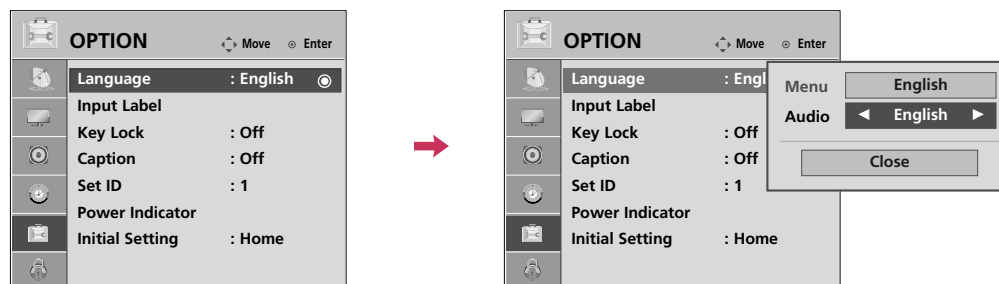 OPTION Move Enter
Language : English
Input Label
Key Lock : Off
Caption : Off
Set ID : 1
Power Indicator
Initial Setting : Home
OPTION Move Enter
Language : Engl
Input Label
Key Lock : Off
Caption : Off
Set ID : 1
Power Indicator
Initial Setting : Home
Menu English
Audio ◀ English ▶
Close